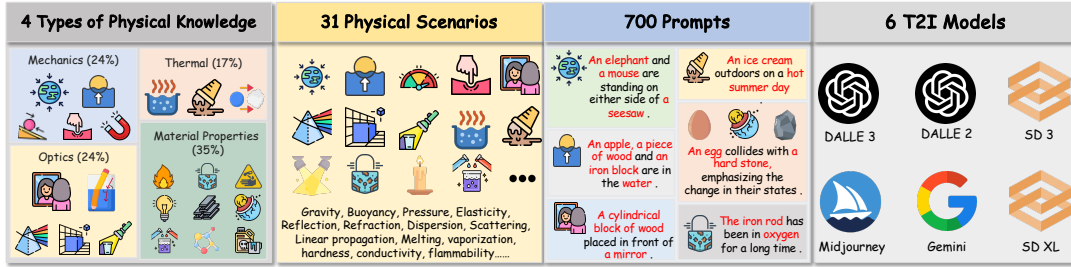 4 Types of Physical Knowledge
Mechanics (24%)
Thermal (17%)
Optics (24%)
Material Properties
(35%)
31 Physical Scenarios
Gravity, Buoyancy, Pressure, Elasticity,
Reflection, Refraction, Dispersion, Scattering,
Linear propagation, Melting, vaporization,
hardness, conductivity, flammability......
700 Prompts
An elephant and
a mouse are
standing on
either side of a
seesaw .
An ice cream
outdoors on a hot
summer day
An apple, a piece
of wood and an
iron block are in
the water .
An egg collides with a
hard stone,
emphasizing the
change in their states .
A cylindrical
block of wood
placed in front of
a mirror .
The iron rod has
been in oxygen
for a long time .
6 T2I Models
DALLE 3
DALLE 2
SD 3
Midjourney
Gemini
SD XL